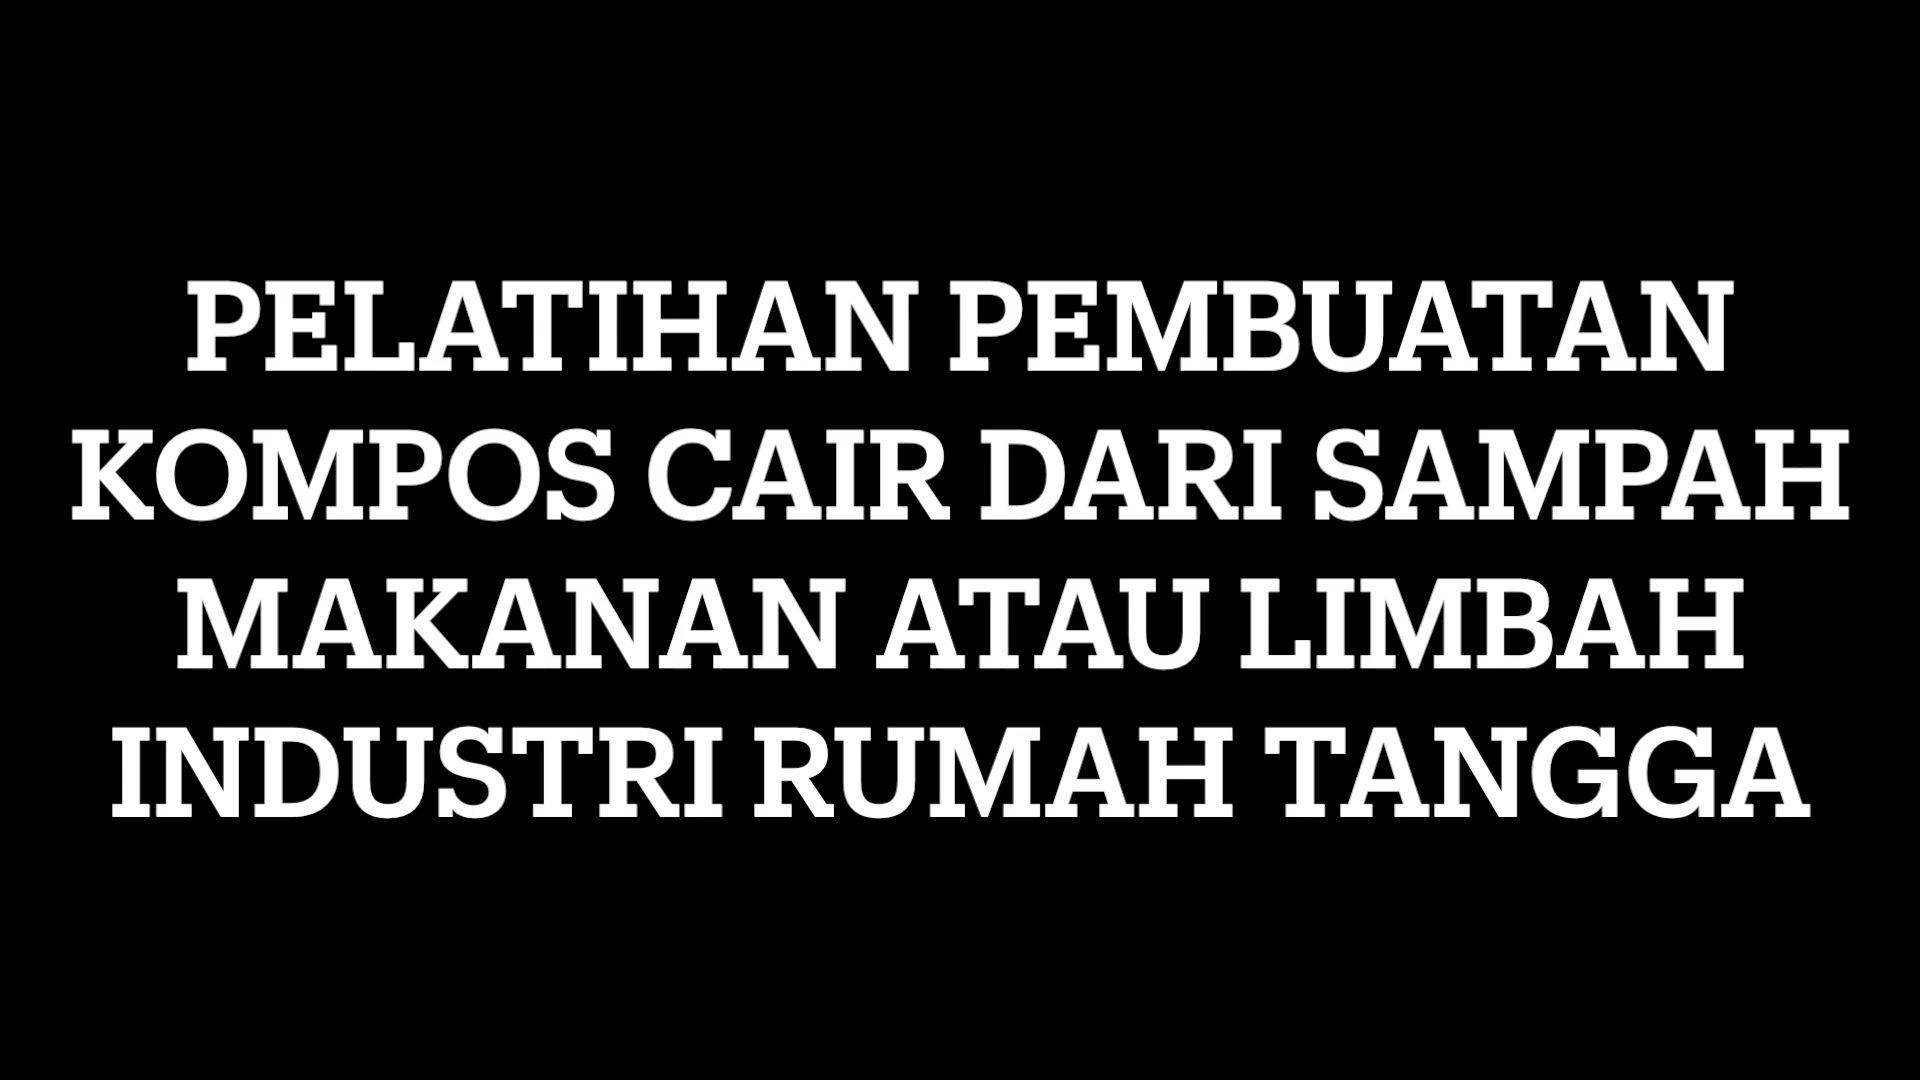 PELATIHAN PEMBUATAN
KOMPOS CAIR DARI SAMPAH
MAKANAN ATAU LIMBAH
INDUSTRI RUMAH TANGGA